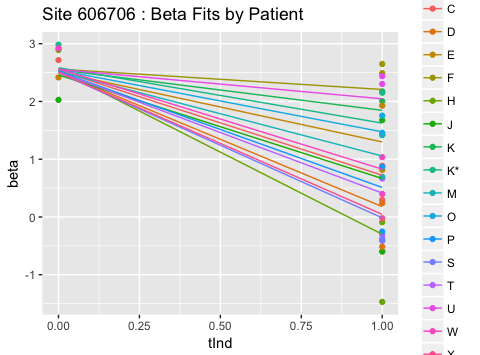 Site 606706 : Beta Fits by Patient
3
2
1
0
-1
beta
0.00 0.25 0.50 0.75 1.00
tInd
C
D
E
F
H
J
K
K*
M
O
P
S
T
U
W